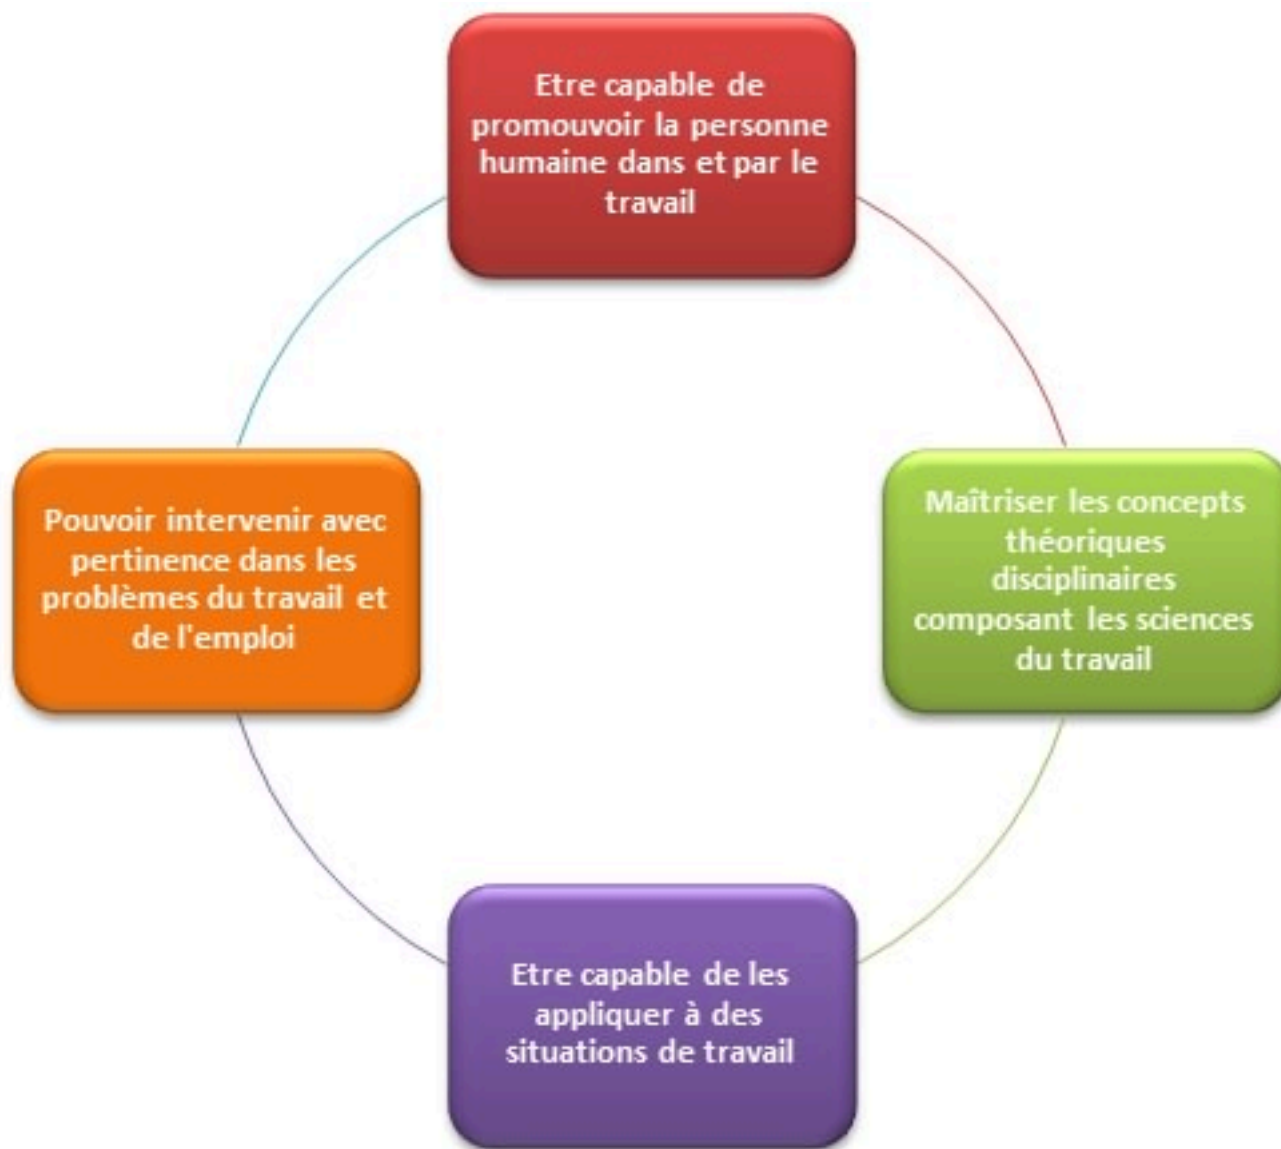 Etre capable de
promouvoir la personne
humaine dans et par le
travail
Maîtriser les concepts
théoriques
disciplinaires
composant les sciences
du travail
Etre capable de les
appliquer à des
situations de travail
Pouvoir intervenir avec
pertinence dans les
problèmes du travail et
de l'emploi